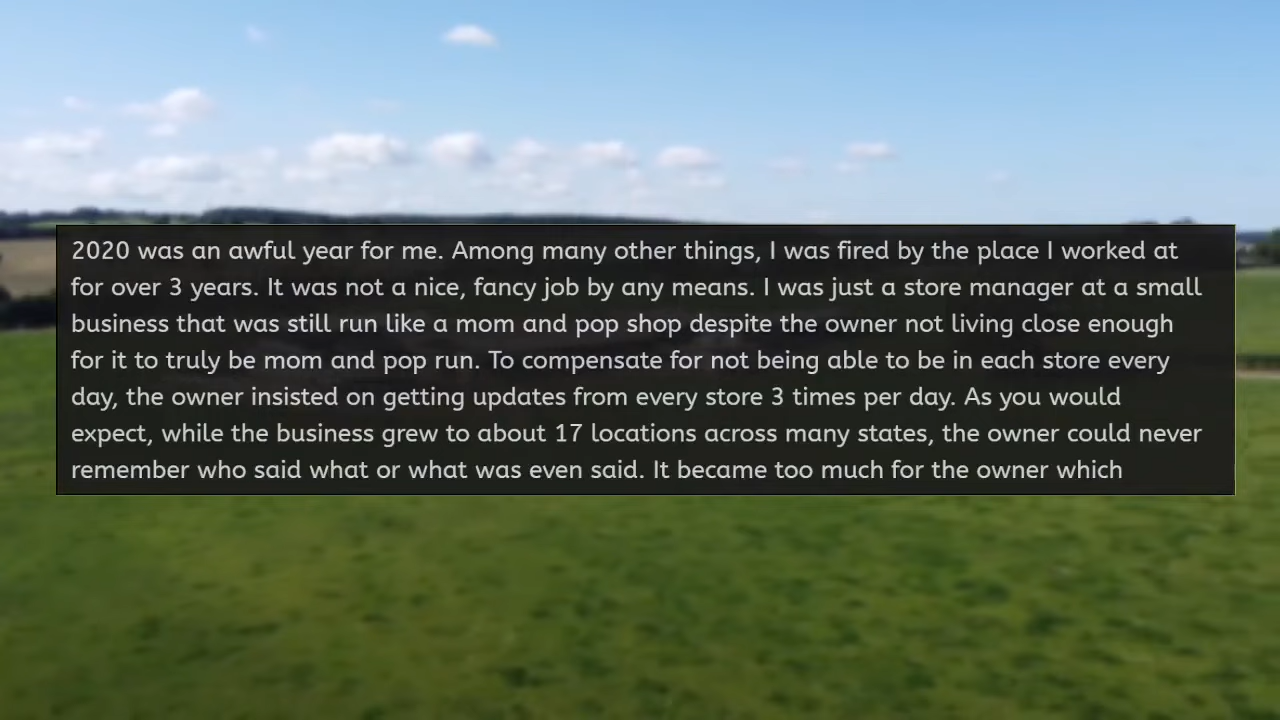 2020 was an awful year for me. Among many other things, I was fired by the place I worked at
for over 3 years. It was not a nice, fancy job by any means. I was just a store manager at a small
business that was still run like a mom and pop shop despite the owner not living close enough
for it to truly be mom and pop run. To compensate for not being able to be in each store every
day, the owner insisted on getting updates from every store 3 times per day. As you would
expect, while the business grew to about 17 locations across many states, the owner could never
remember who said what or what was even said. It became too much for the owner which